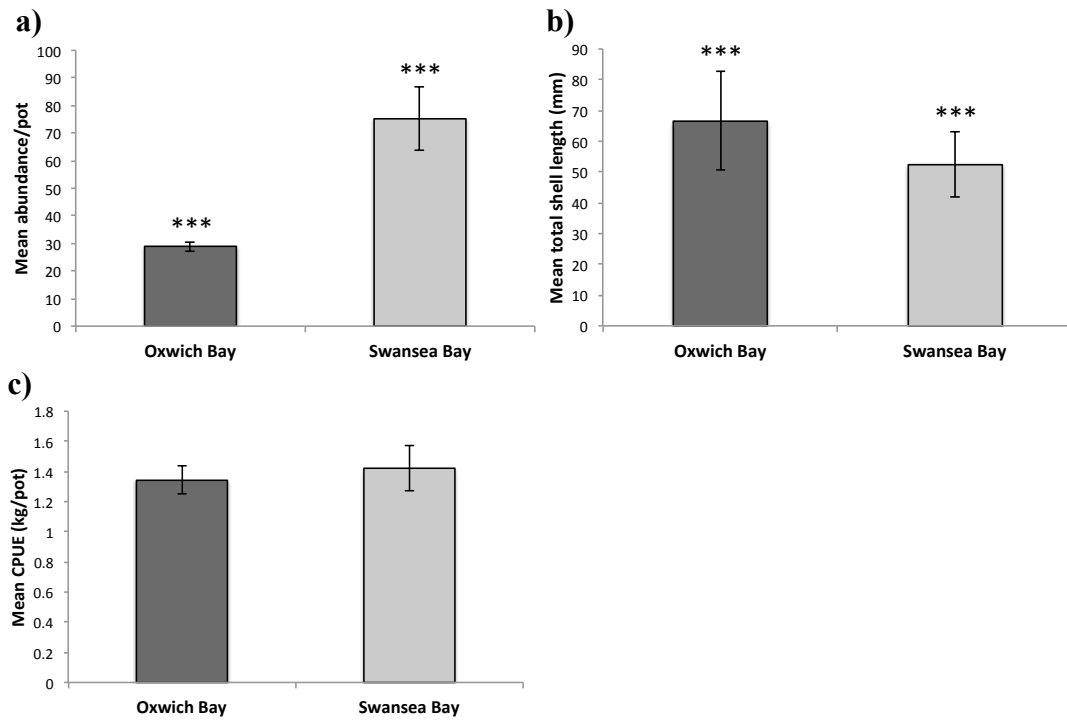 a)
Mean abundance/pot
100
90
80
70
60
50
40
30
20
10
0
***
***
Oxwich Bay
Swansea Bay
b)
Mean total shell length (mm)
90
80
70
60
50
40
30
20
10
0
***
***
Oxwich Bay
Swansea Bay
c)
Mean CPUE (kg/pot)
1.8
1.6
1.4
1.2
1
0.8
0.6
0.4
0.2
0
Oxwich Bay
Swansea Bay